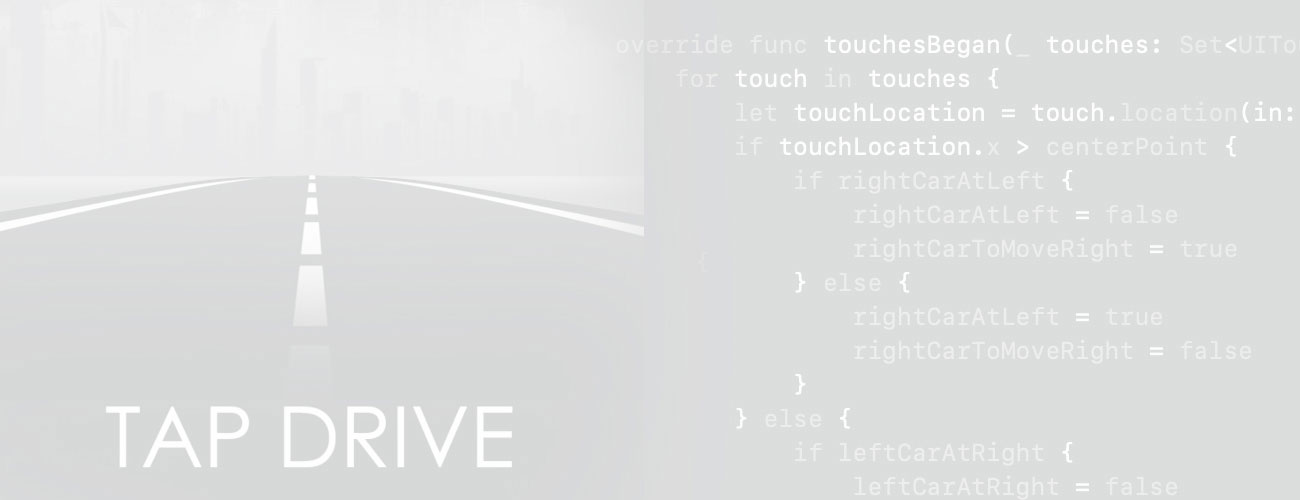 override func touchesBegan(_ touches: Set<UITo
for touch in touches {
let touchLocation = touch.location(in:
if touchLocation.x > centerPoint {
if rightCarAtLeft {
rightCarAtLeft = false
rightCarToMoveRight = true
{
} else {
rightCarAtLeft = true
rightCarToMoveRight = false
}
} else {
if leftCarAtRight {
leftCarAtRight = false
TAP DRIVE